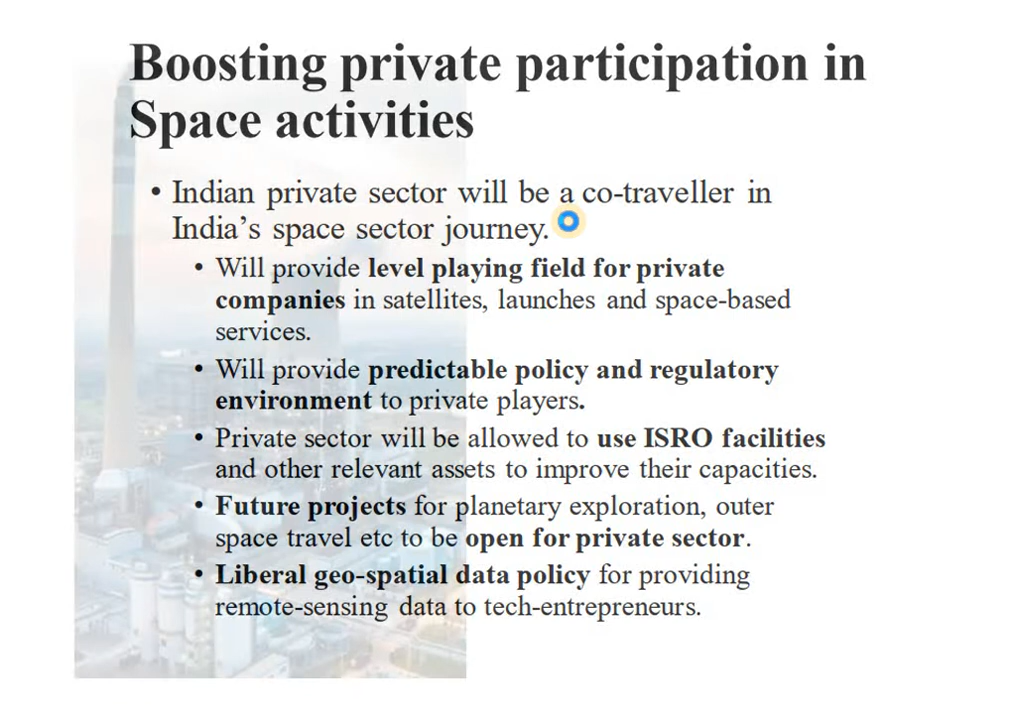 Boosting private participation in
Space activities
• Indian private sector will be a co-traveller in
India’s space sector journey.
• Will provide level playing field for private
companies in satellites, launches and space-based
services.
• Will provide predictable policy and regulatory
environment to private players.
• Private sector will be allowed to use ISRO facilities
and other relevant assets to improve their capacities.
• Future projects for planetary exploration, outer
space travel etc to be open for private sector.
• Liberal geo-spatial data policy for providing
remote-sensing data to tech-entrepreneurs.